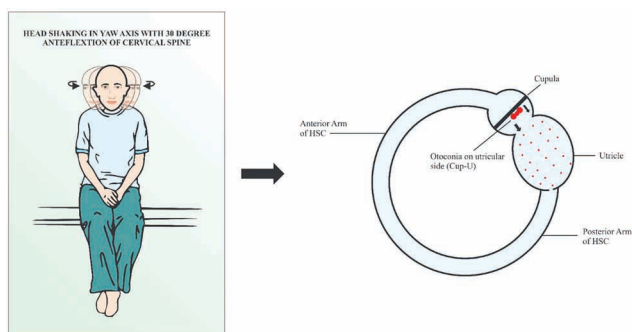 HEAD SHAKING IN YAW AXIS WITH 30 DEGREE
ANTEFLEXTION OF CERVICAL SPINE
Cupula
Anterior Arm
of HSC
Otoconia on utricular
side (Cup-U)
Utricle
Posterior Arm
of HSC